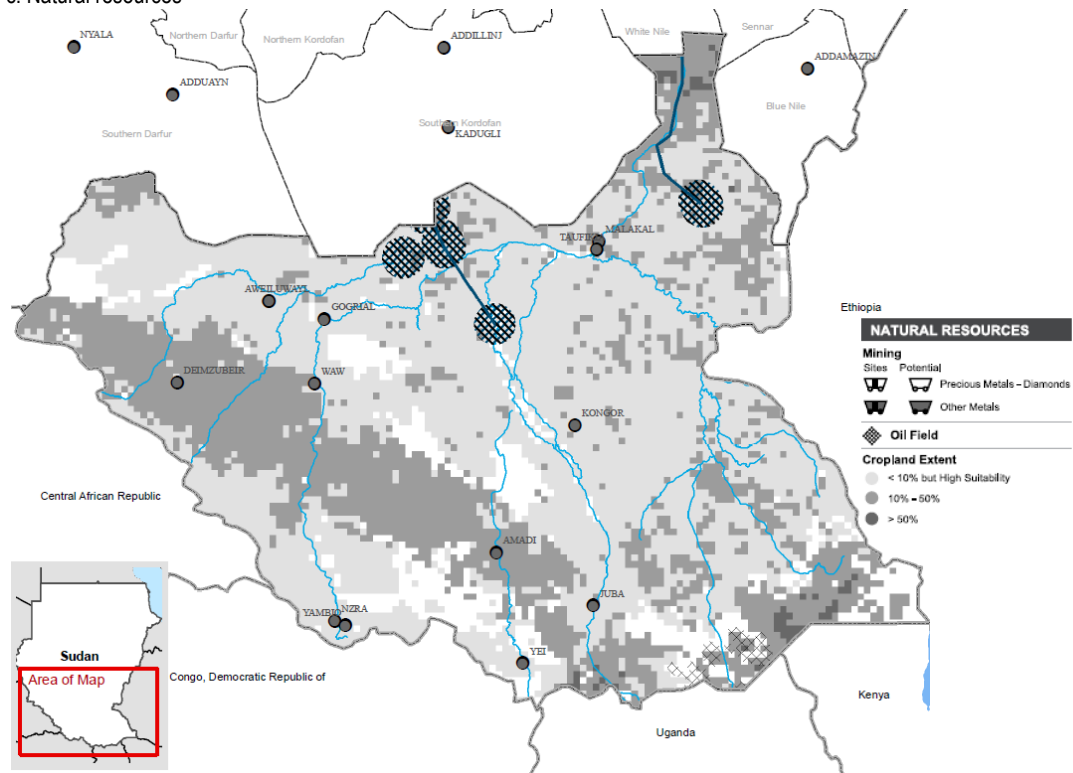 c. Natural resources
NYALA
Northern Darfur
Northern Kordofan
ADDILLINJ
White Nile
Sennar
ADDAMAZIN
ADDUAYN
Blue Nile
Southern Darfur
Southern Kordofan
KADUGLI
MALAKAL
TAUFIK
AWEILUWAYL
GOGRIAL
Ethiopia
DEIMZUBEIR
WAW
KONGOR
Central African Republic
AMADI
JUBA
YAMBIO
NZRA
YEI
Congo, Democratic Republic of
Kenya
Uganda
Sudan
Area of Map
NATURAL RESOURCES
Mining
Sites Potential
Precious Metals – Diamonds
Other Metals
Oil Field
Cropland Extent
< 10% but High Suitability
10% – 50%
> 50%